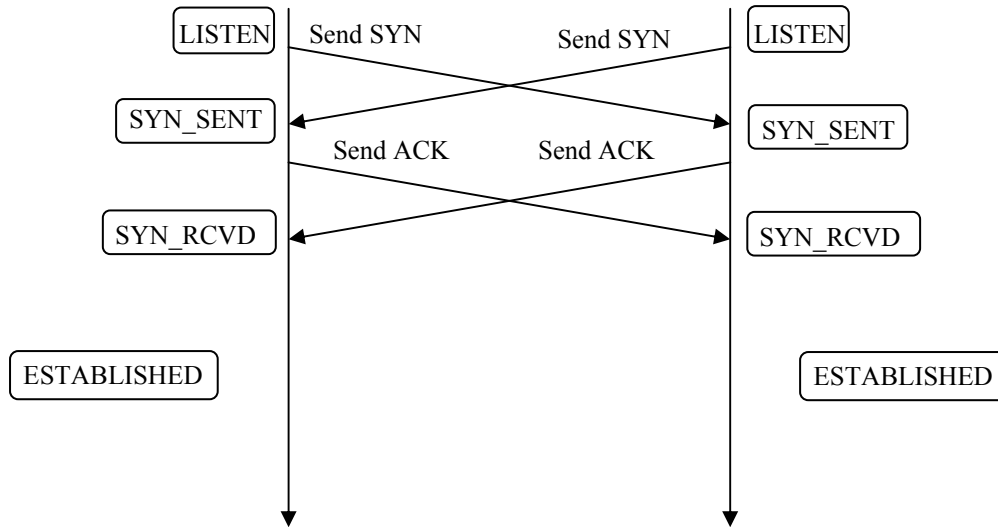 LISTEN
Send SYN
Send SYN
LISTEN
SYN_SENT
SYN_SENT
Send ACK
Send ACK
SYN_RCVD
SYN_RCVD
ESTABLISHED
ESTABLISHED